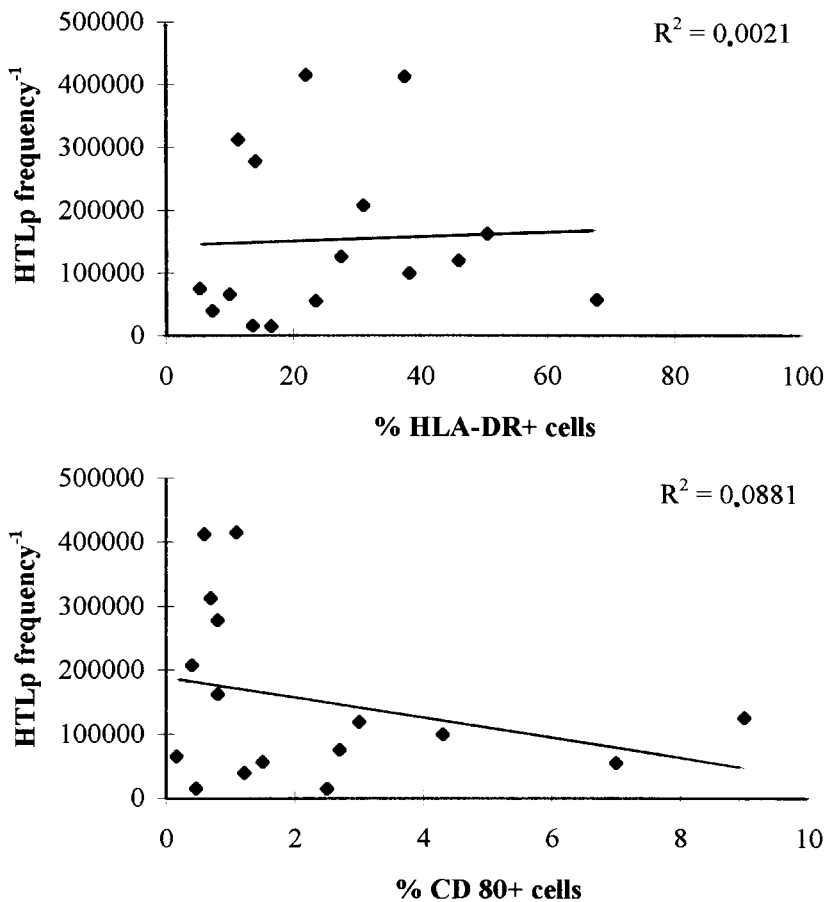 R² = 0.0021
HTLp frequency⁻¹
500000
400000
300000
200000
100000
0
0 20 40 60 80 100
% HLA-DR+ cells
R² = 0.0881
HTLp frequency⁻¹
500000
400000
300000
200000
100000
0
0 2 4 6 8 10
% CD 80+ cells